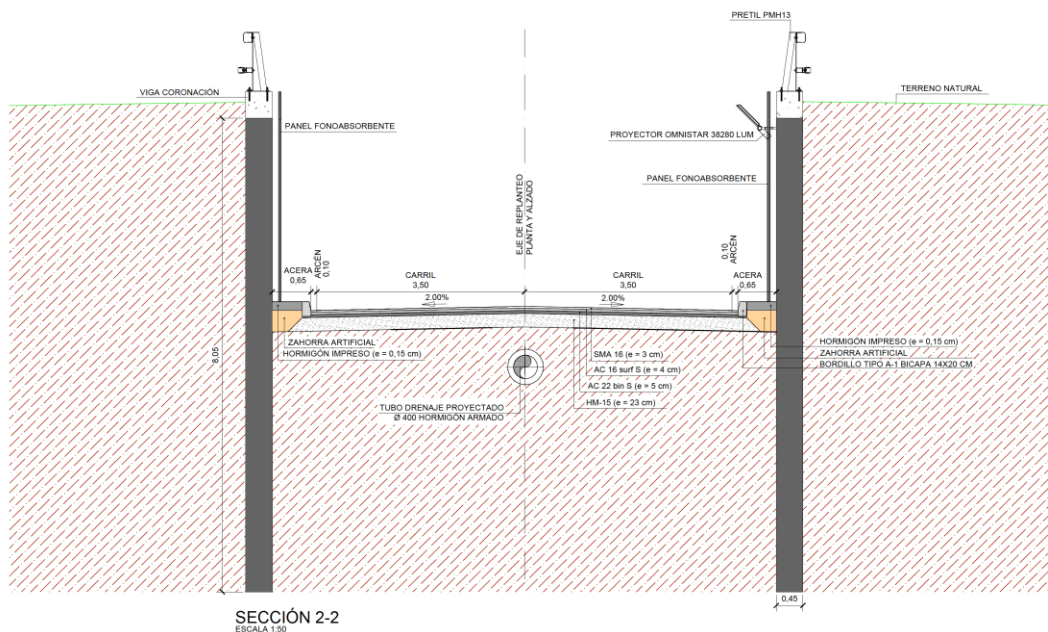 PRETIL PMH13
VIGA CORONACIÓN
TERRENO NATURAL
PANEL FONOABSORBENTE
PROYECTOR OMNISTAR 38280 LUM
PANEL FONOABSORBENTE
EJE DE REPLANTEO
PLANTA Y ALZADO
ACERA
0,65
ARCÉN
0,10
CARRIL
3,50
CARRIL
3,50
0,10
ARCÉN
ACERA
0,65
2.00%
2.00%
8,05
ZAHORRA ARTIFICIAL
HORMIGÓN IMPRESO (e = 0,15 cm)
SMA 16 (e = 3 cm)
AC 16 surf S (e = 4 cm)
AC 22 bin S (e = 5 cm)
HM-15 (e = 23 cm)
HORMIGÓN IMPRESO (e = 0,15 cm)
ZAHORRA ARTIFICIAL
BORDILLO TIPO A-1 BICAPA 14X20 CM
TUBO DRENAJE PROYECTADO
Ø 400 HORMIGÓN ARMADO
0,45
SECCIÓN 2-2
ESCALA 1:50